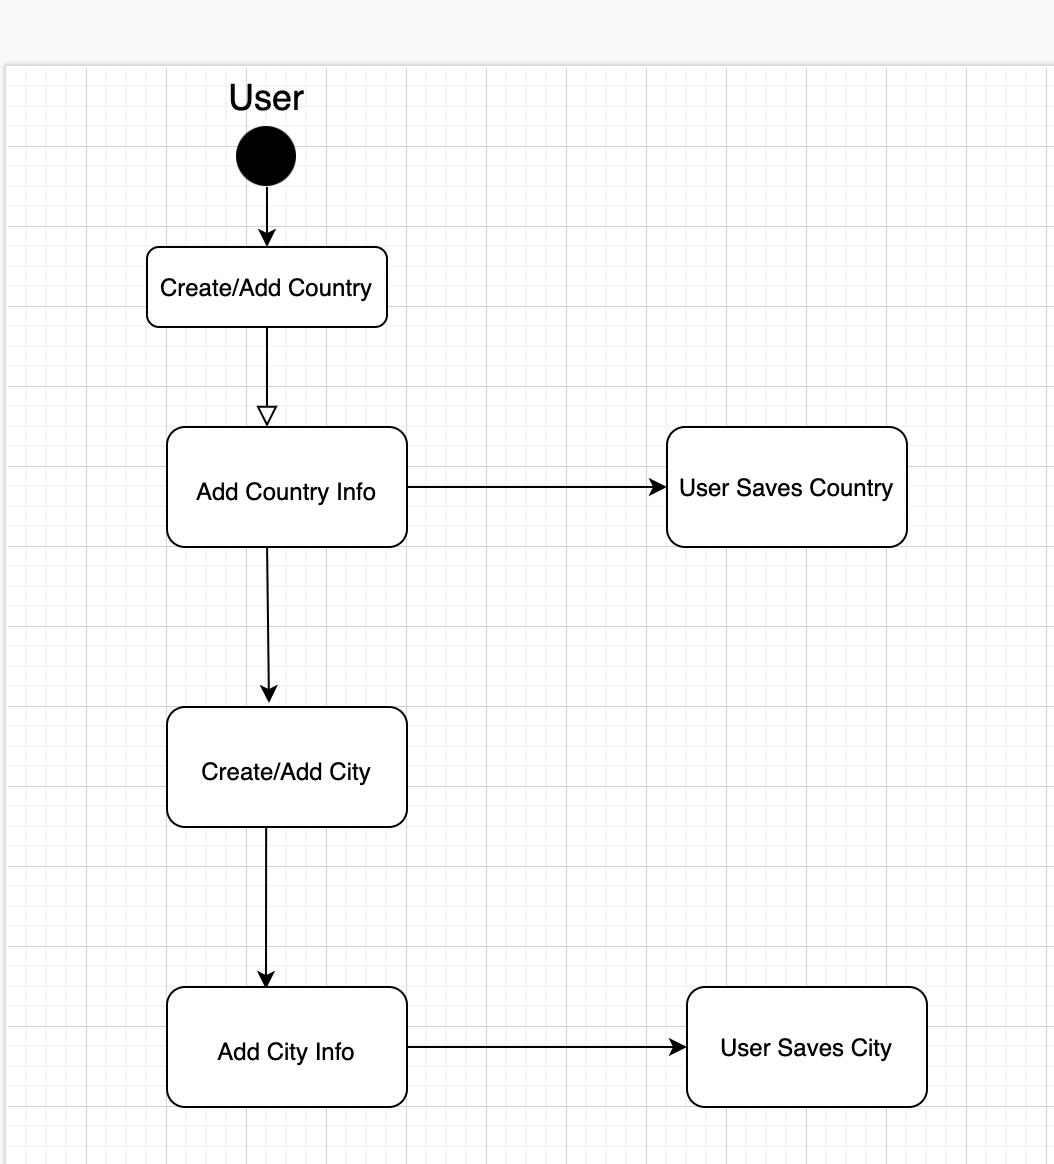 User
Create/Add Country
Add Country Info
User Saves Country
Create/Add City
Add City Info
User Saves City